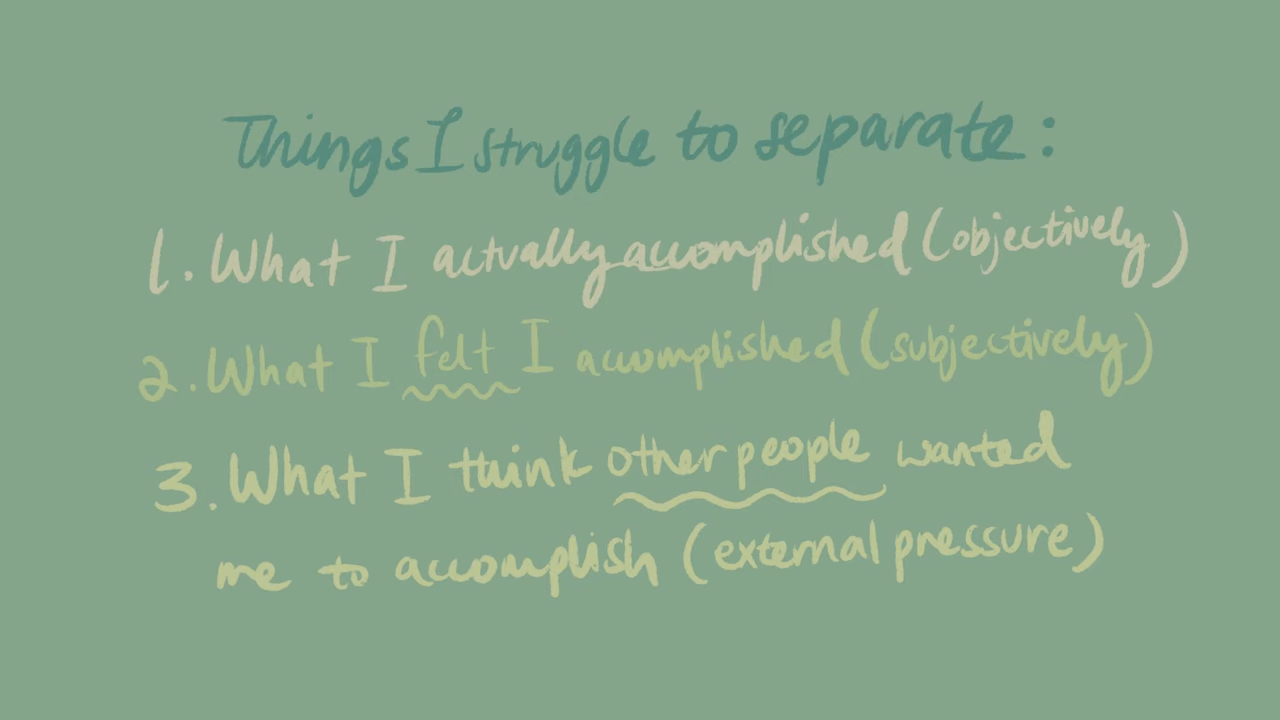 Things I struggle to separate:
1. What I actually accomplished (objectively)
2. What I felt I accomplished (subjectively)
3. What I think other people wanted
me to accomplish (external pressure)